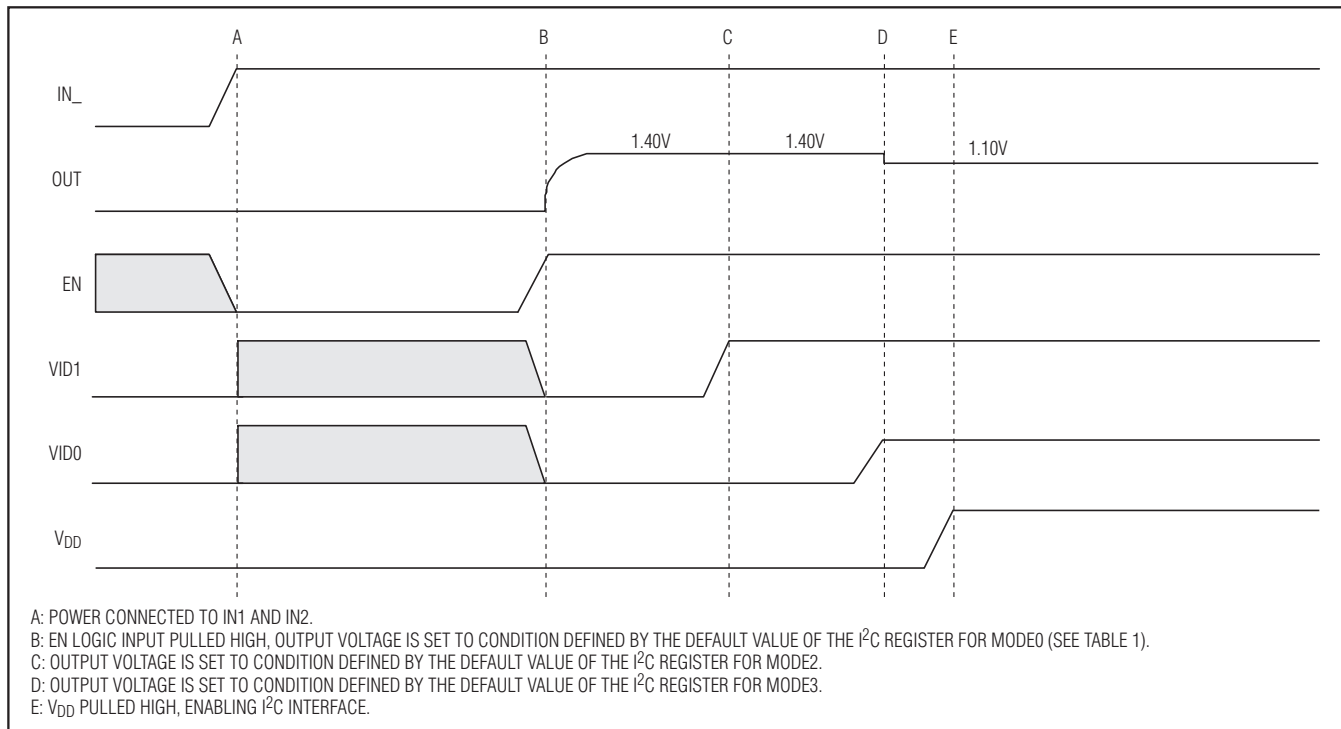 A B C D E
IN_
1.40V 1.40V 1.10V
OUT
EN
VID1
VID0
VDD
A: POWER CONNECTED TO IN1 AND IN2.
B: EN LOGIC INPUT PULLED HIGH, OUTPUT VOLTAGE IS SET TO CONDITION DEFINED BY THE DEFAULT VALUE OF THE I2C REGISTER FOR MODE0 (SEE TABLE 1).
C: OUTPUT VOLTAGE IS SET TO CONDITION DEFINED BY THE DEFAULT VALUE OF THE I2C REGISTER FOR MODE2.
D: OUTPUT VOLTAGE IS SET TO CONDITION DEFINED BY THE DEFAULT VALUE OF THE I2C REGISTER FOR MODE3.
E: VDD PULLED HIGH, ENABLING I2C INTERFACE.